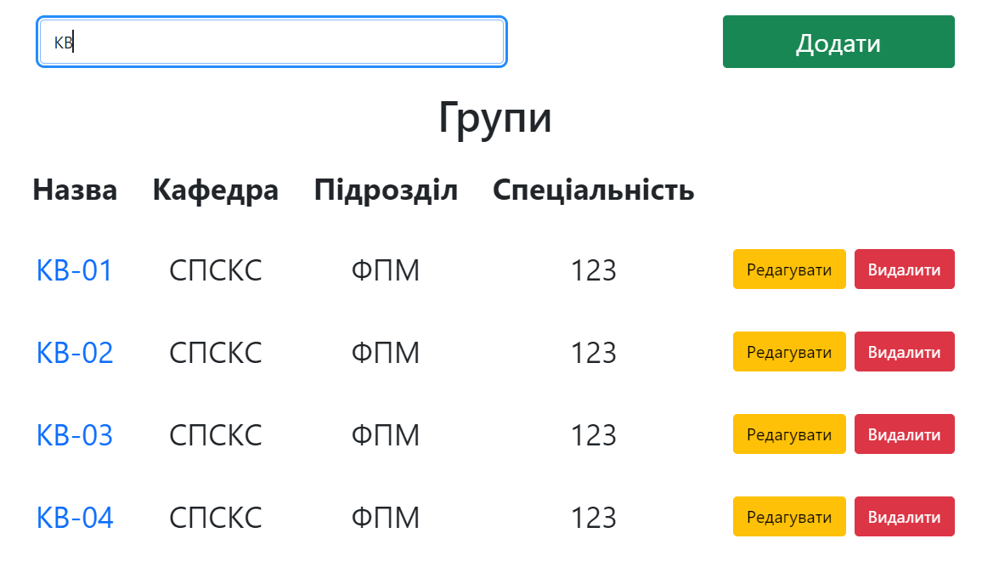 КВ
Додати
Групи
Назва Кафедра Підрозділ Спеціальність
КВ-01 СПСКС ФПМ 123 Редагувати Видалити
КВ-02 СПСКС ФПМ 123 Редагувати Видалити
КВ-03 СПСКС ФПМ 123 Редагувати Видалити
КВ-04 СПСКС ФПМ 123 Редагувати Видалити